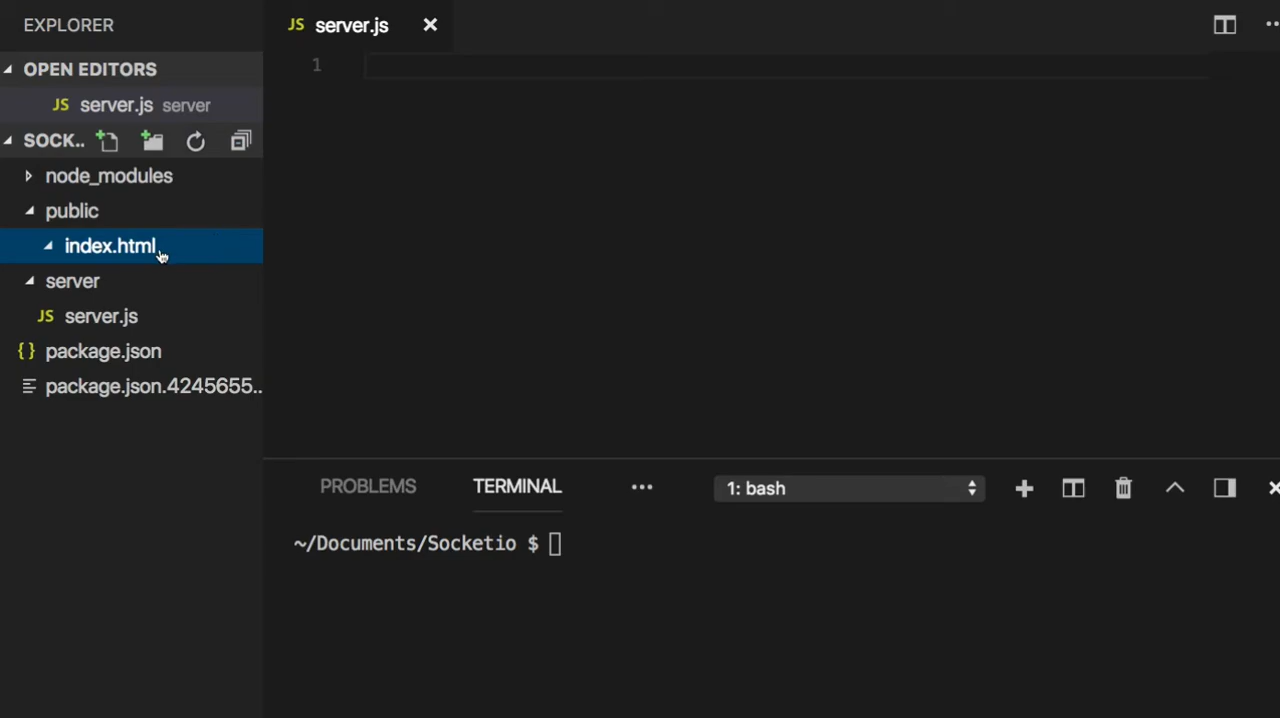 EXPLORER
OPEN EDITORS
JS server.js server
SOCK..
node_modules
public
index.html
server
JS server.js
{ } package.json
package.json.4245655..
JS server.js ×
1
PROBLEMS TERMINAL ••• 1: bash
~/Documents/Socketio $